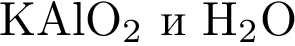 KAlO₂ и H₂O